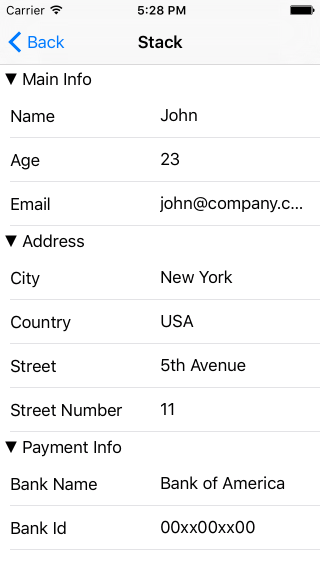 Carrier 5:28 PM
Back Stack
▼ Main Info
Name John
Age 23
Email john@company.c...
▼ Address
City New York
Country USA
Street 5th Avenue
Street Number 11
▼ Payment Info
Bank Name Bank of America
Bank Id 00xx00xx00